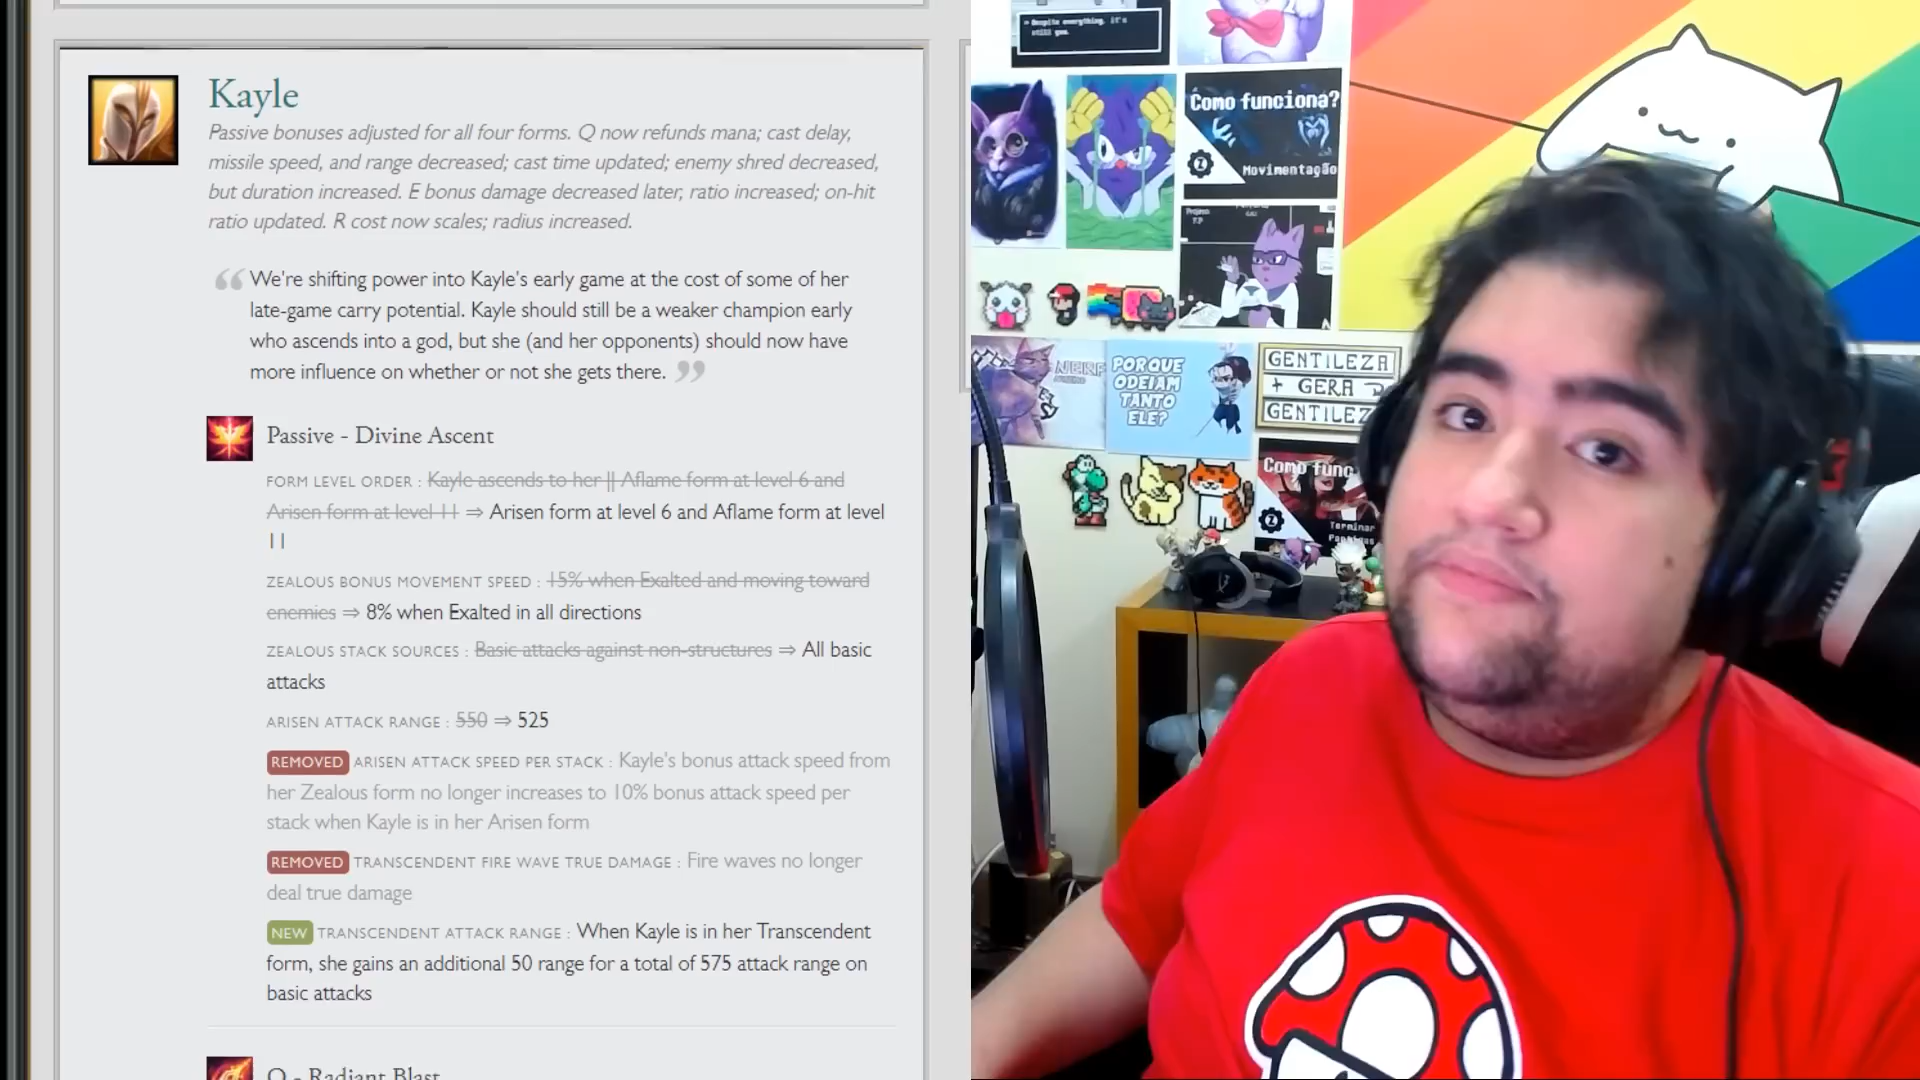 Kayle
Passive bonuses adjusted for all four forms. Q now refunds mana; cast delay,
missile speed, and range decreased; cast time updated; enemy shred decreased,
but duration increased. E bonus damage decreased later, ratio increased; on-hit
ratio updated. R cost now scales; radius increased.
“ We're shifting power into Kayle's early game at the cost of some of her
late-game carry potential. Kayle should still be a weaker champion early
who ascends into a god, but she (and her opponents) should now have
more influence on whether or not she gets there. ”
Passive - Divine Ascent
FORM LEVEL ORDER : Kayle ascends to her || Aflame form at level 6 and
Arisen form at level 11 ⇒ Arisen form at level 6 and Aflame form at level
11
ZEALOUS BONUS MOVEMENT SPEED : 15% when Exalted and moving toward
enemies ⇒ 8% when Exalted in all directions
ZEALOUS STACK SOURCES : Basic attacks against non-structures ⇒ All basic
attacks
ARISEN ATTACK RANGE : 550 ⇒ 525
REMOVED ARISEN ATTACK SPEED PER STACK : Kayle's bonus attack speed from
her Zealous form no longer increases to 10% bonus attack speed per
stack when Kayle is in her Arisen form
REMOVED TRANSCENDENT FIRE WAVE TRUE DAMAGE : Fire waves no longer
deal true damage
NEW TRANSCENDENT ATTACK RANGE : When Kayle is in her Transcendent
form, she gains an additional 50 range for a total of 575 attack range on
basic attacks
Q - Radiant Blast
Despite everything, it's
still you.
Como funciona?
Movimentação
NERF
PORQUE
ODEIAM
TANTO
ELE?
GENTILEZA
+ GERA
GENTILEZ
Como func
Terminar